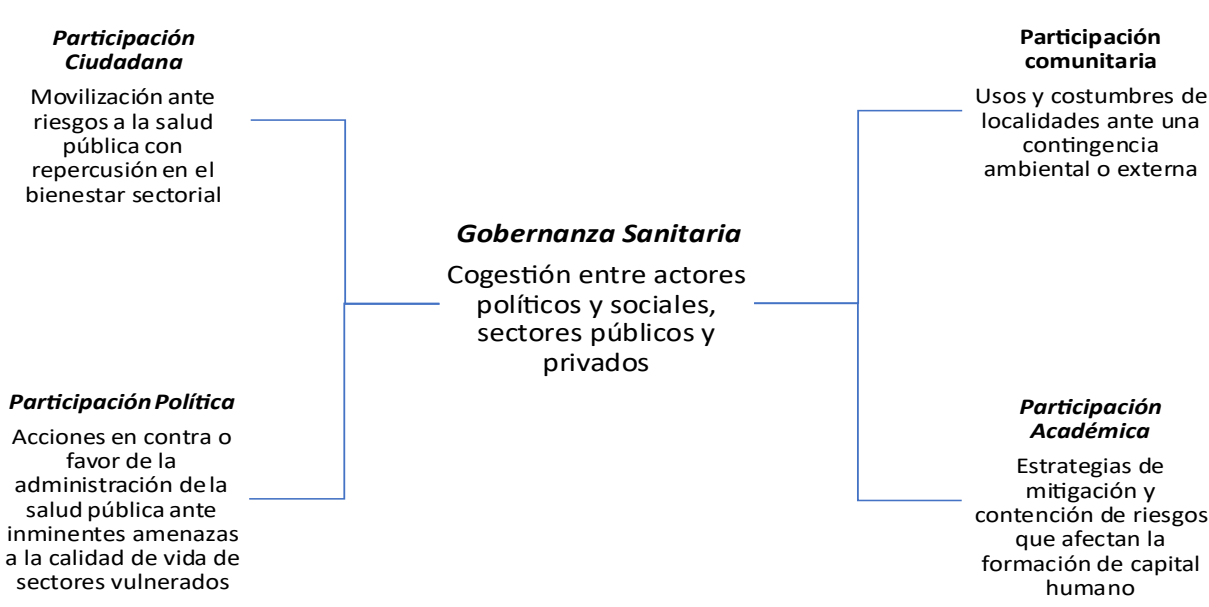 Participación
Ciudadana
Movilización ante
riesgos a la salud
pública con
repercusión en el
bienestar sectorial
Participación
comunitaria
Usos y costumbres de
localidades ante una
contingencia
ambiental o externa
Gobernanza Sanitaria
Cogestión entre actores
políticos y sociales,
sectores públicos y
privados
Participación Política
Acciones en contra o
favor de la
administración de la
salud pública ante
inminentes amenazas
a la calidad de vida de
sectores vulnerados
Participación
Académica
Estrategias de
mitigación y
contención de riesgos
que afectan la
formación de capital
humano